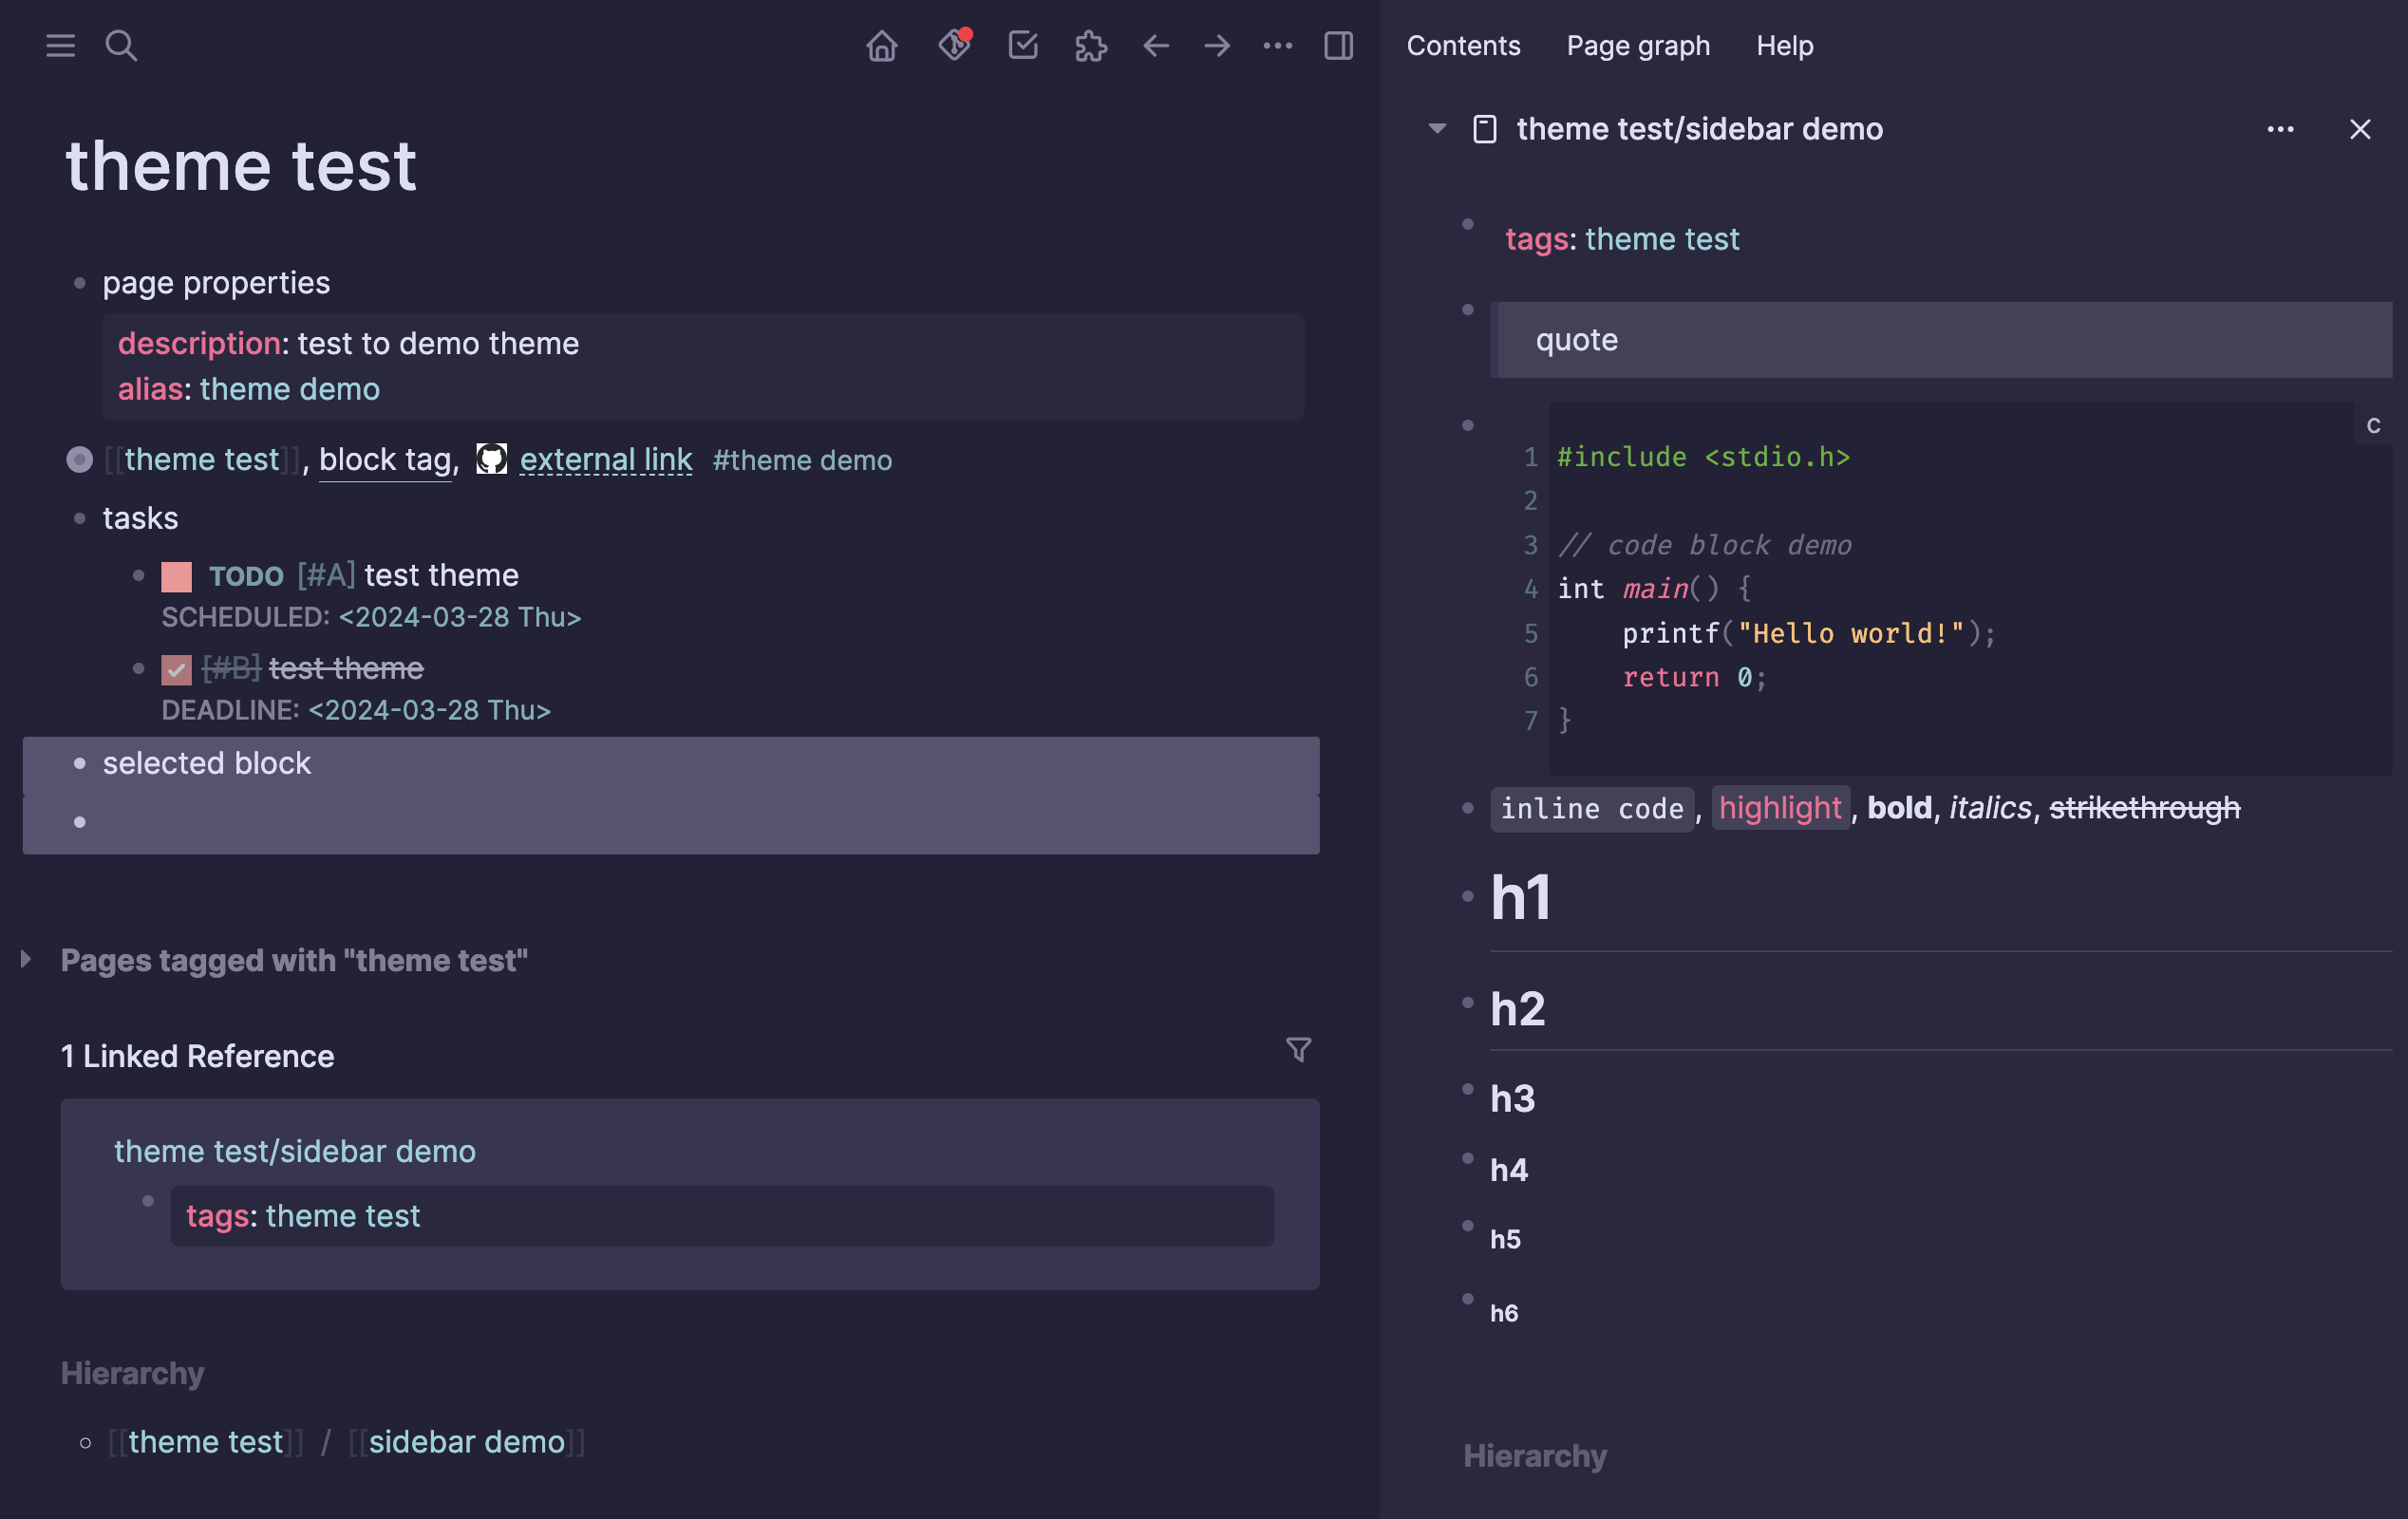 theme test
page properties
description: test to demo theme
alias: theme demo
[[theme test]], block tag, external link #theme demo
tasks
TODO [#A] test theme
SCHEDULED: <2024-03-28 Thu>
[#B] test theme
DEADLINE: <2024-03-28 Thu>
selected block
Pages tagged with "theme test"
1 Linked Reference
theme test/sidebar demo
tags: theme test
Hierarchy
[[theme test]] / [[sidebar demo]]
Contents Page graph Help
theme test/sidebar demo
tags: theme test
quote
c
1 #include <stdio.h>
2
3 // code block demo
4 int main() {
5     printf("Hello world!");
6     return 0;
7 }
inline code, highlight, bold, italics, strikethrough
h1
h2
h3
h4
h5
h6
Hierarchy